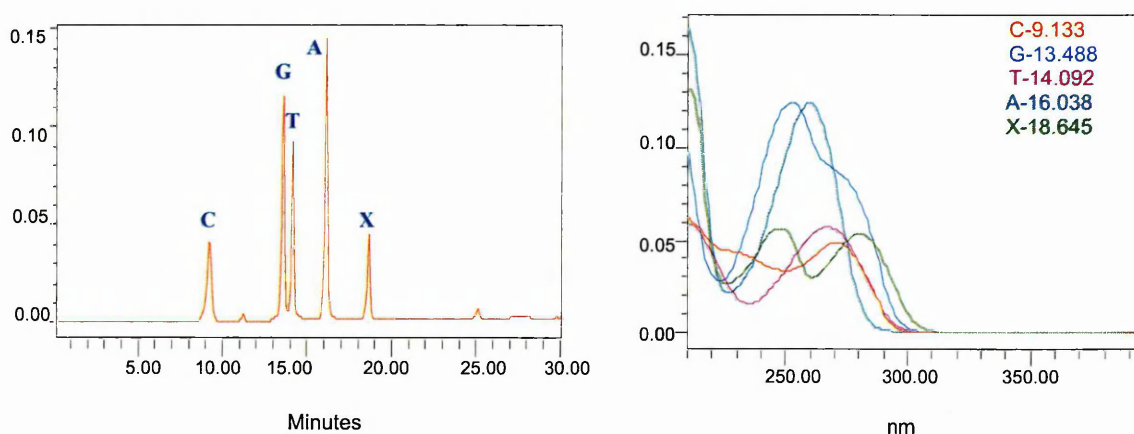 0.15
0.10
0.05
0.00
C
G
T
A
X
5.00 10.00 15.00 20.00 25.00 30.00
Minutes
0.15
0.10
0.05
0.00
C-9.133
G-13.488
T-14.092
A-16.038
X-18.645
250.00 300.00 350.00
nm